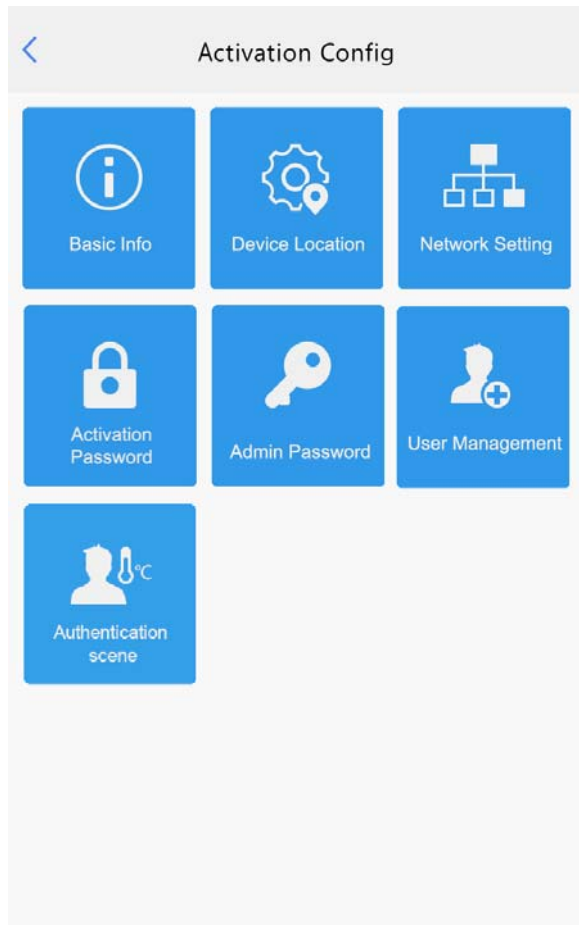 Activation Config
Basic Info
Device Location
Network Setting
Activation
Password
Admin Password
User Management
°C
Authentication
scene